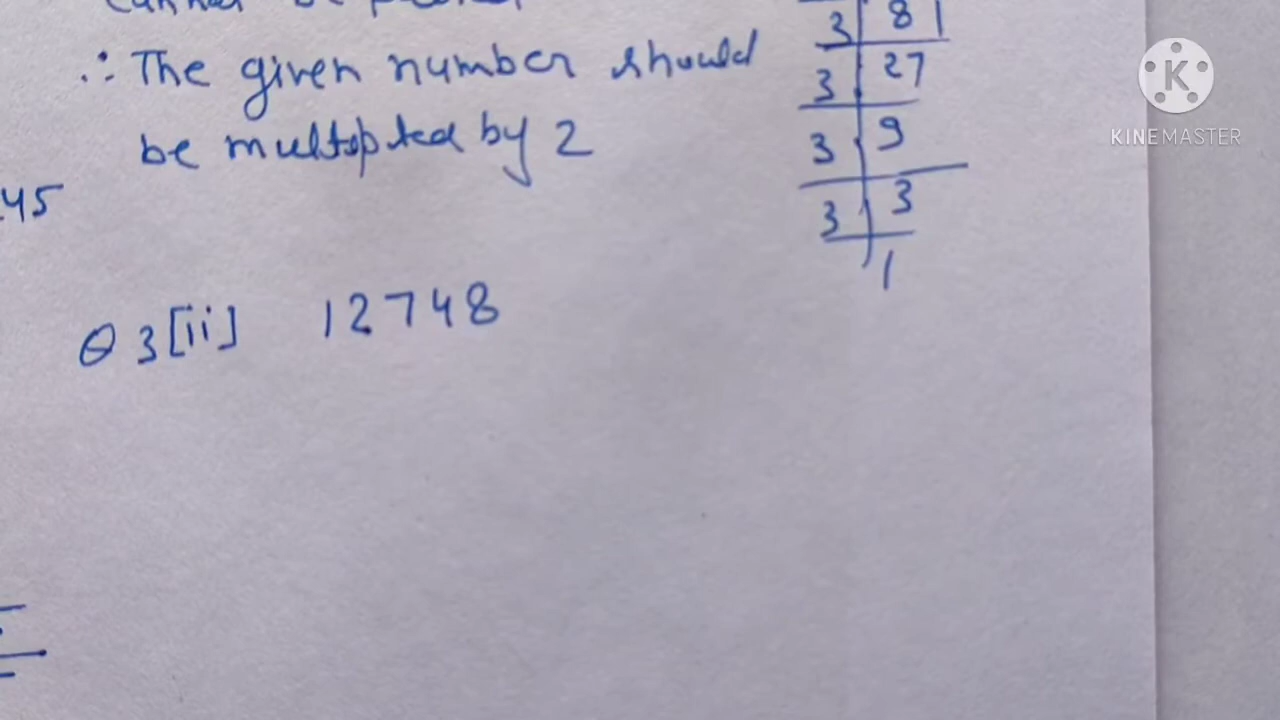 ∴ The given number should
be multiplied by 2
45
Q 3[ii] 12748
3 | 81
3 | 27
3 | 9
3 | 3
1
KINEMASTER